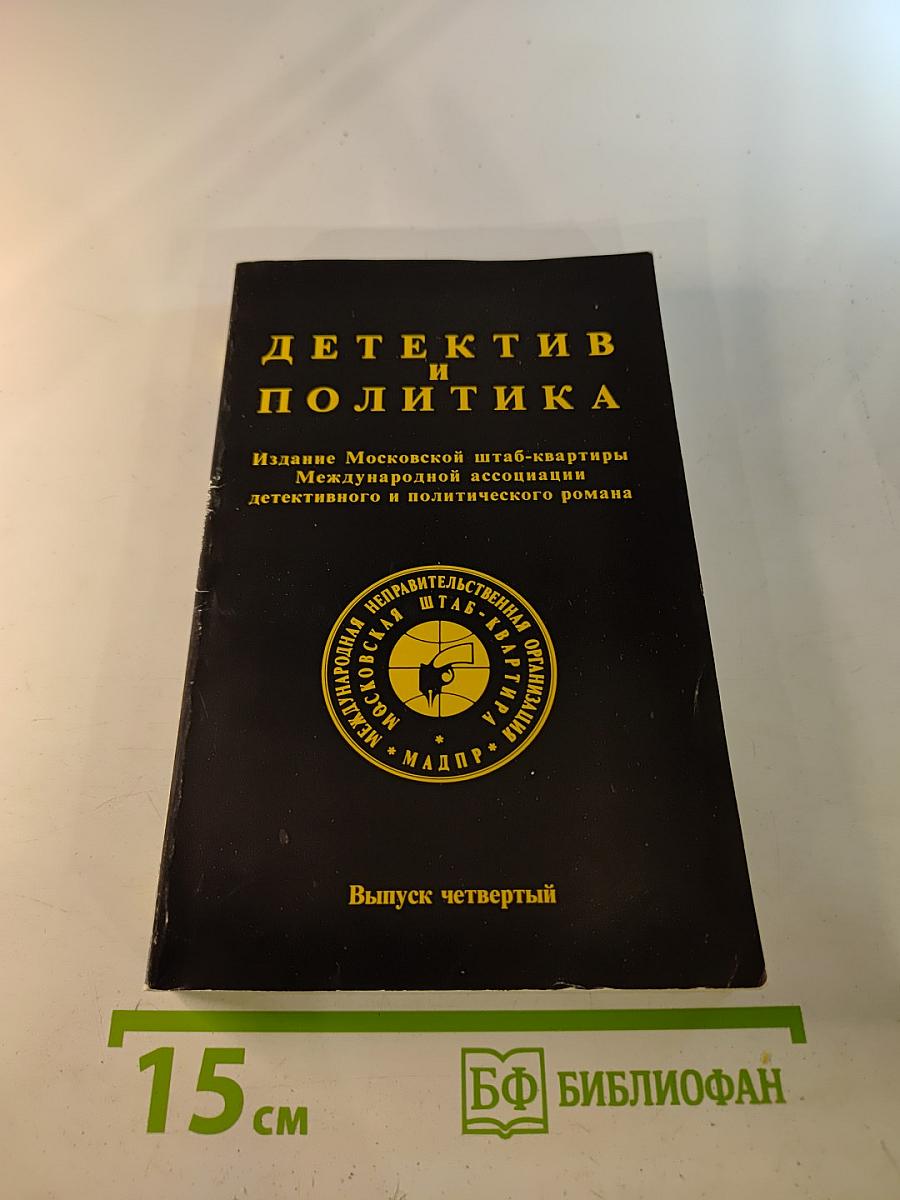 ДЕТЕКТИВ
И
ПОЛИТИКА
Издание Московской штаб-квартиры
Международной ассоциации
детективного и политического романа
МЕЖДУНАРОДНАЯ НЕПРАВИТЕЛЬСТВЕННАЯ ОРГАНИЗАЦИЯ
МОСКОВСКАЯ ШТАБ-КВАРТИРА
*
* МАДПР *
Выпуск четвертый
15 см
БФ БИБЛИОФАН